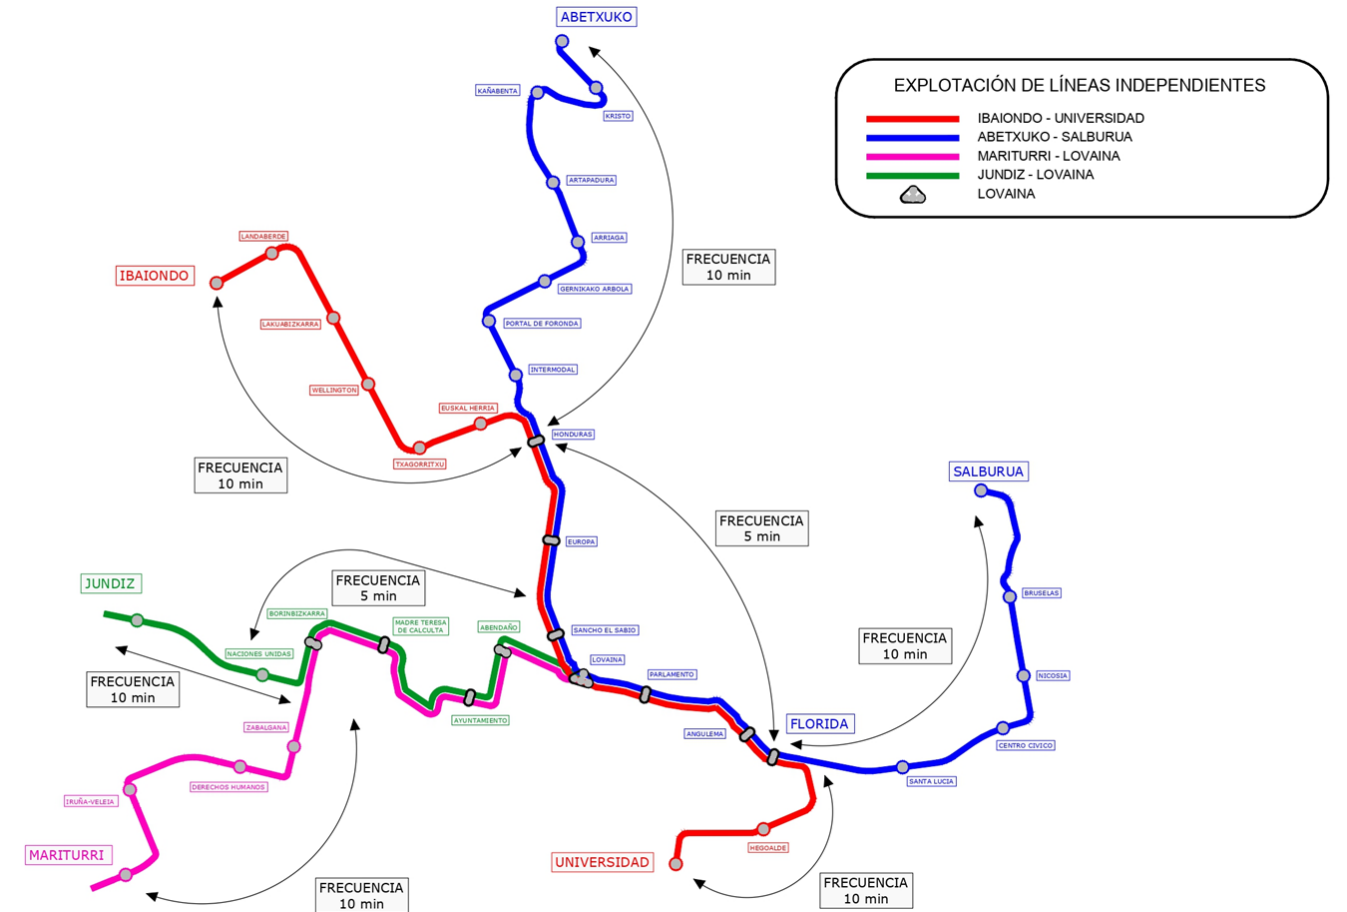 ABETXUKO
KAÑABENTA
KRISTO
EXPLOTACIÓN DE LÍNEAS INDEPENDIENTES
IBAIONDO - UNIVERSIDAD
ABETXUKO - SALBURUA
MARITURRI - LOVAINA
JUNDIZ - LOVAINA
LOVAINA
ARTAPADURA
ARRIAGA
LANDABERDE
IBAIONDO
FRECUENCIA
10 min
GERNIKAKO ARBOLA
LAKUABIZKARRA
PORTAL DE FORONDA
INTERMODAL
WELLINGTON
EUSKAL HERRIA
HONDURAS
TXAGORRITXU
FRECUENCIA
10 min
SALBURUA
FRECUENCIA
5 min
EUROPA
JUNDIZ
FRECUENCIA
5 min
BRUSELAS
BORINBIZKARRA
MADRE TERESA
DE CALCULTA
ABENDAÑO
SANCHO EL SABIO
NACIONES UNIDAS
LOVAINA
FRECUENCIA
10 min
PARLAMENTO
NICOSIA
FRECUENCIA
10 min
AYUNTAMIENTO
ZABALGANA
ANGULEMA
FLORIDA
CENTRO CIVICO
DERECHOS HUMANOS
SANTA LUCIA
IRUÑA-VELEIA
HEGOALDE
MARITURRI
UNIVERSIDAD
FRECUENCIA
10 min
FRECUENCIA
10 min